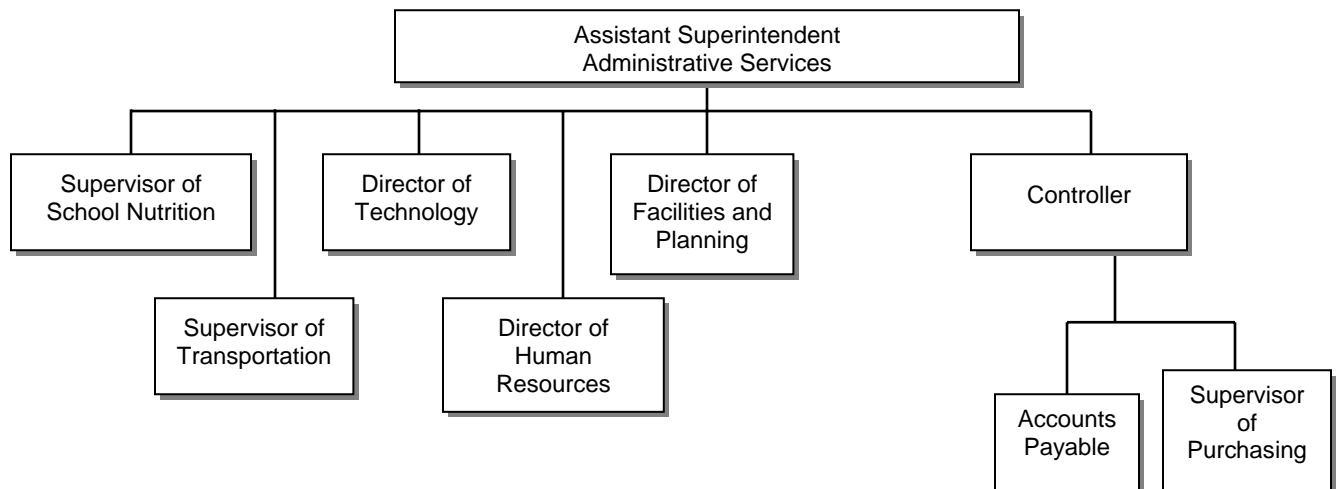 Assistant Superintendent
Administrative Services
Supervisor of
School Nutrition
Director of
Technology
Director of
Facilities and
Planning
Controller
Supervisor of
Transportation
Director of
Human
Resources
Accounts
Payable
Supervisor
of
Purchasing